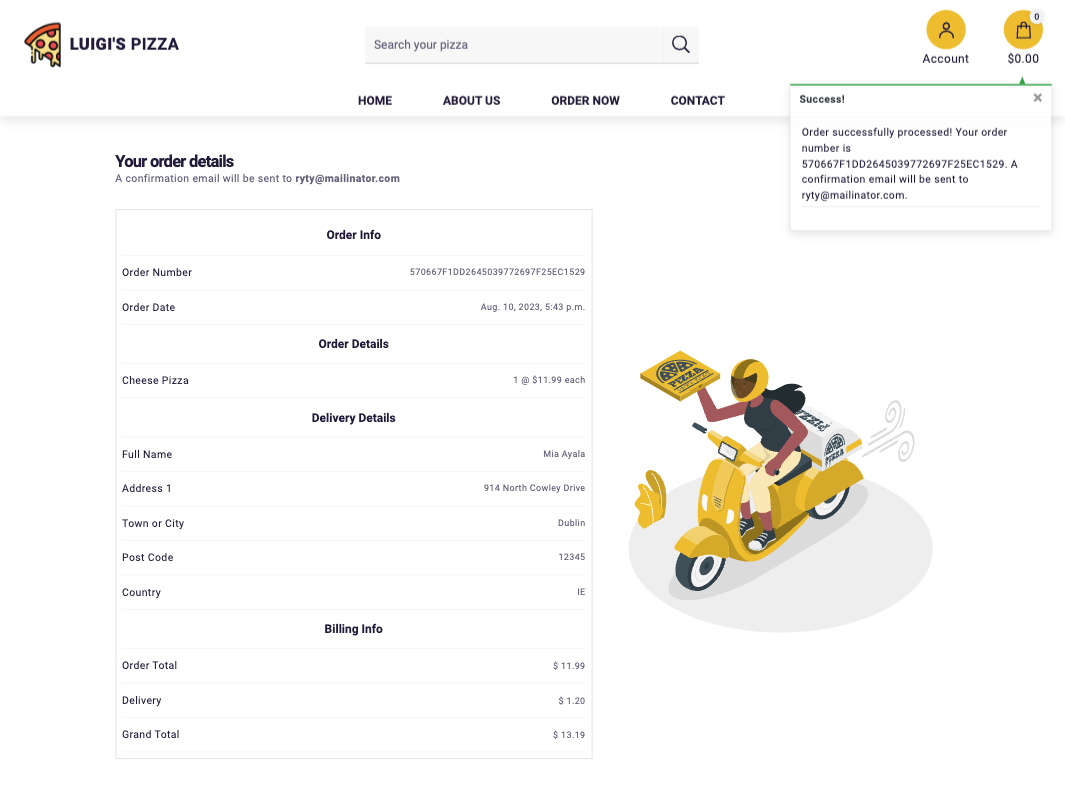 LUIGI'S PIZZA
Search your pizza
0
Account
$0.00
HOME
ABOUT US
ORDER NOW
CONTACT
Success!
×
Order successfully processed! Your order
number is
570667F1DD2645039772697F25EC1529. A
confirmation email will be sent to
ryty@mailinator.com.
Your order details
A confirmation email will be sent to ryty@mailinator.com
Order Info
Order Number 570667F1DD2645039772697F25EC1529
Order Date Aug. 10, 2023, 5:43 p.m.
Order Details
Cheese Pizza 1 @ $11.99 each
Delivery Details
Full Name Mia Ayala
Address 1 914 North Cowley Drive
Town or City Dublin
Post Code 12345
Country IE
Billing Info
Order Total $ 11.99
Delivery $ 1.20
Grand Total $ 13.19
PIZZA
PIZZA
PIZZA